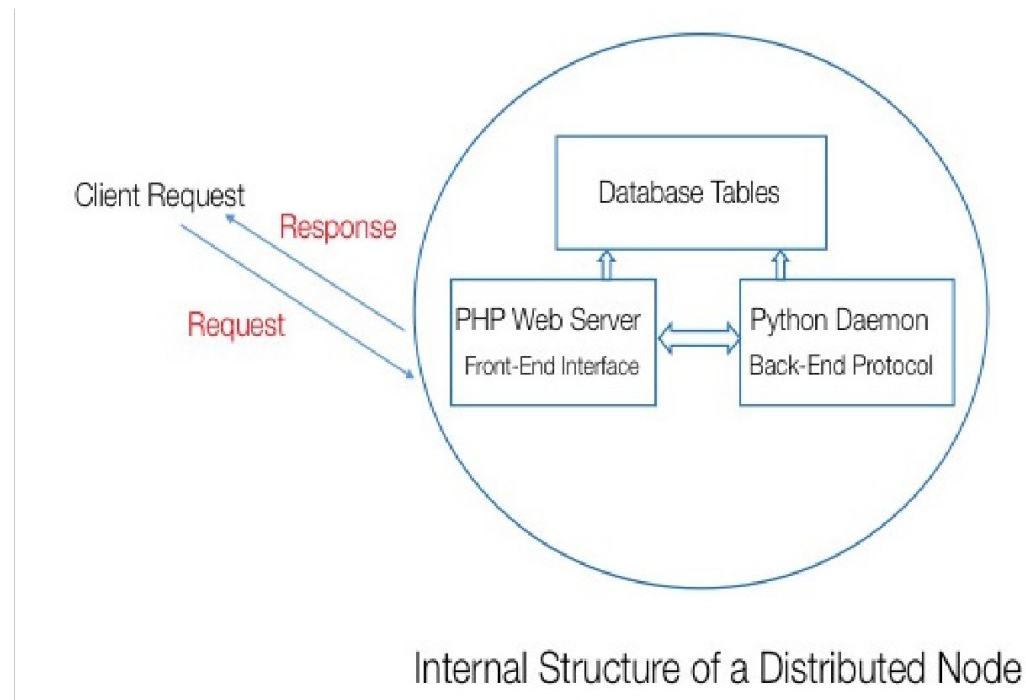 Database Tables
Client Request
Response
Request
PHP Web Server
Front-End Interface
Python Daemon
Back-End Protocol
Internal Structure of a Distributed Node